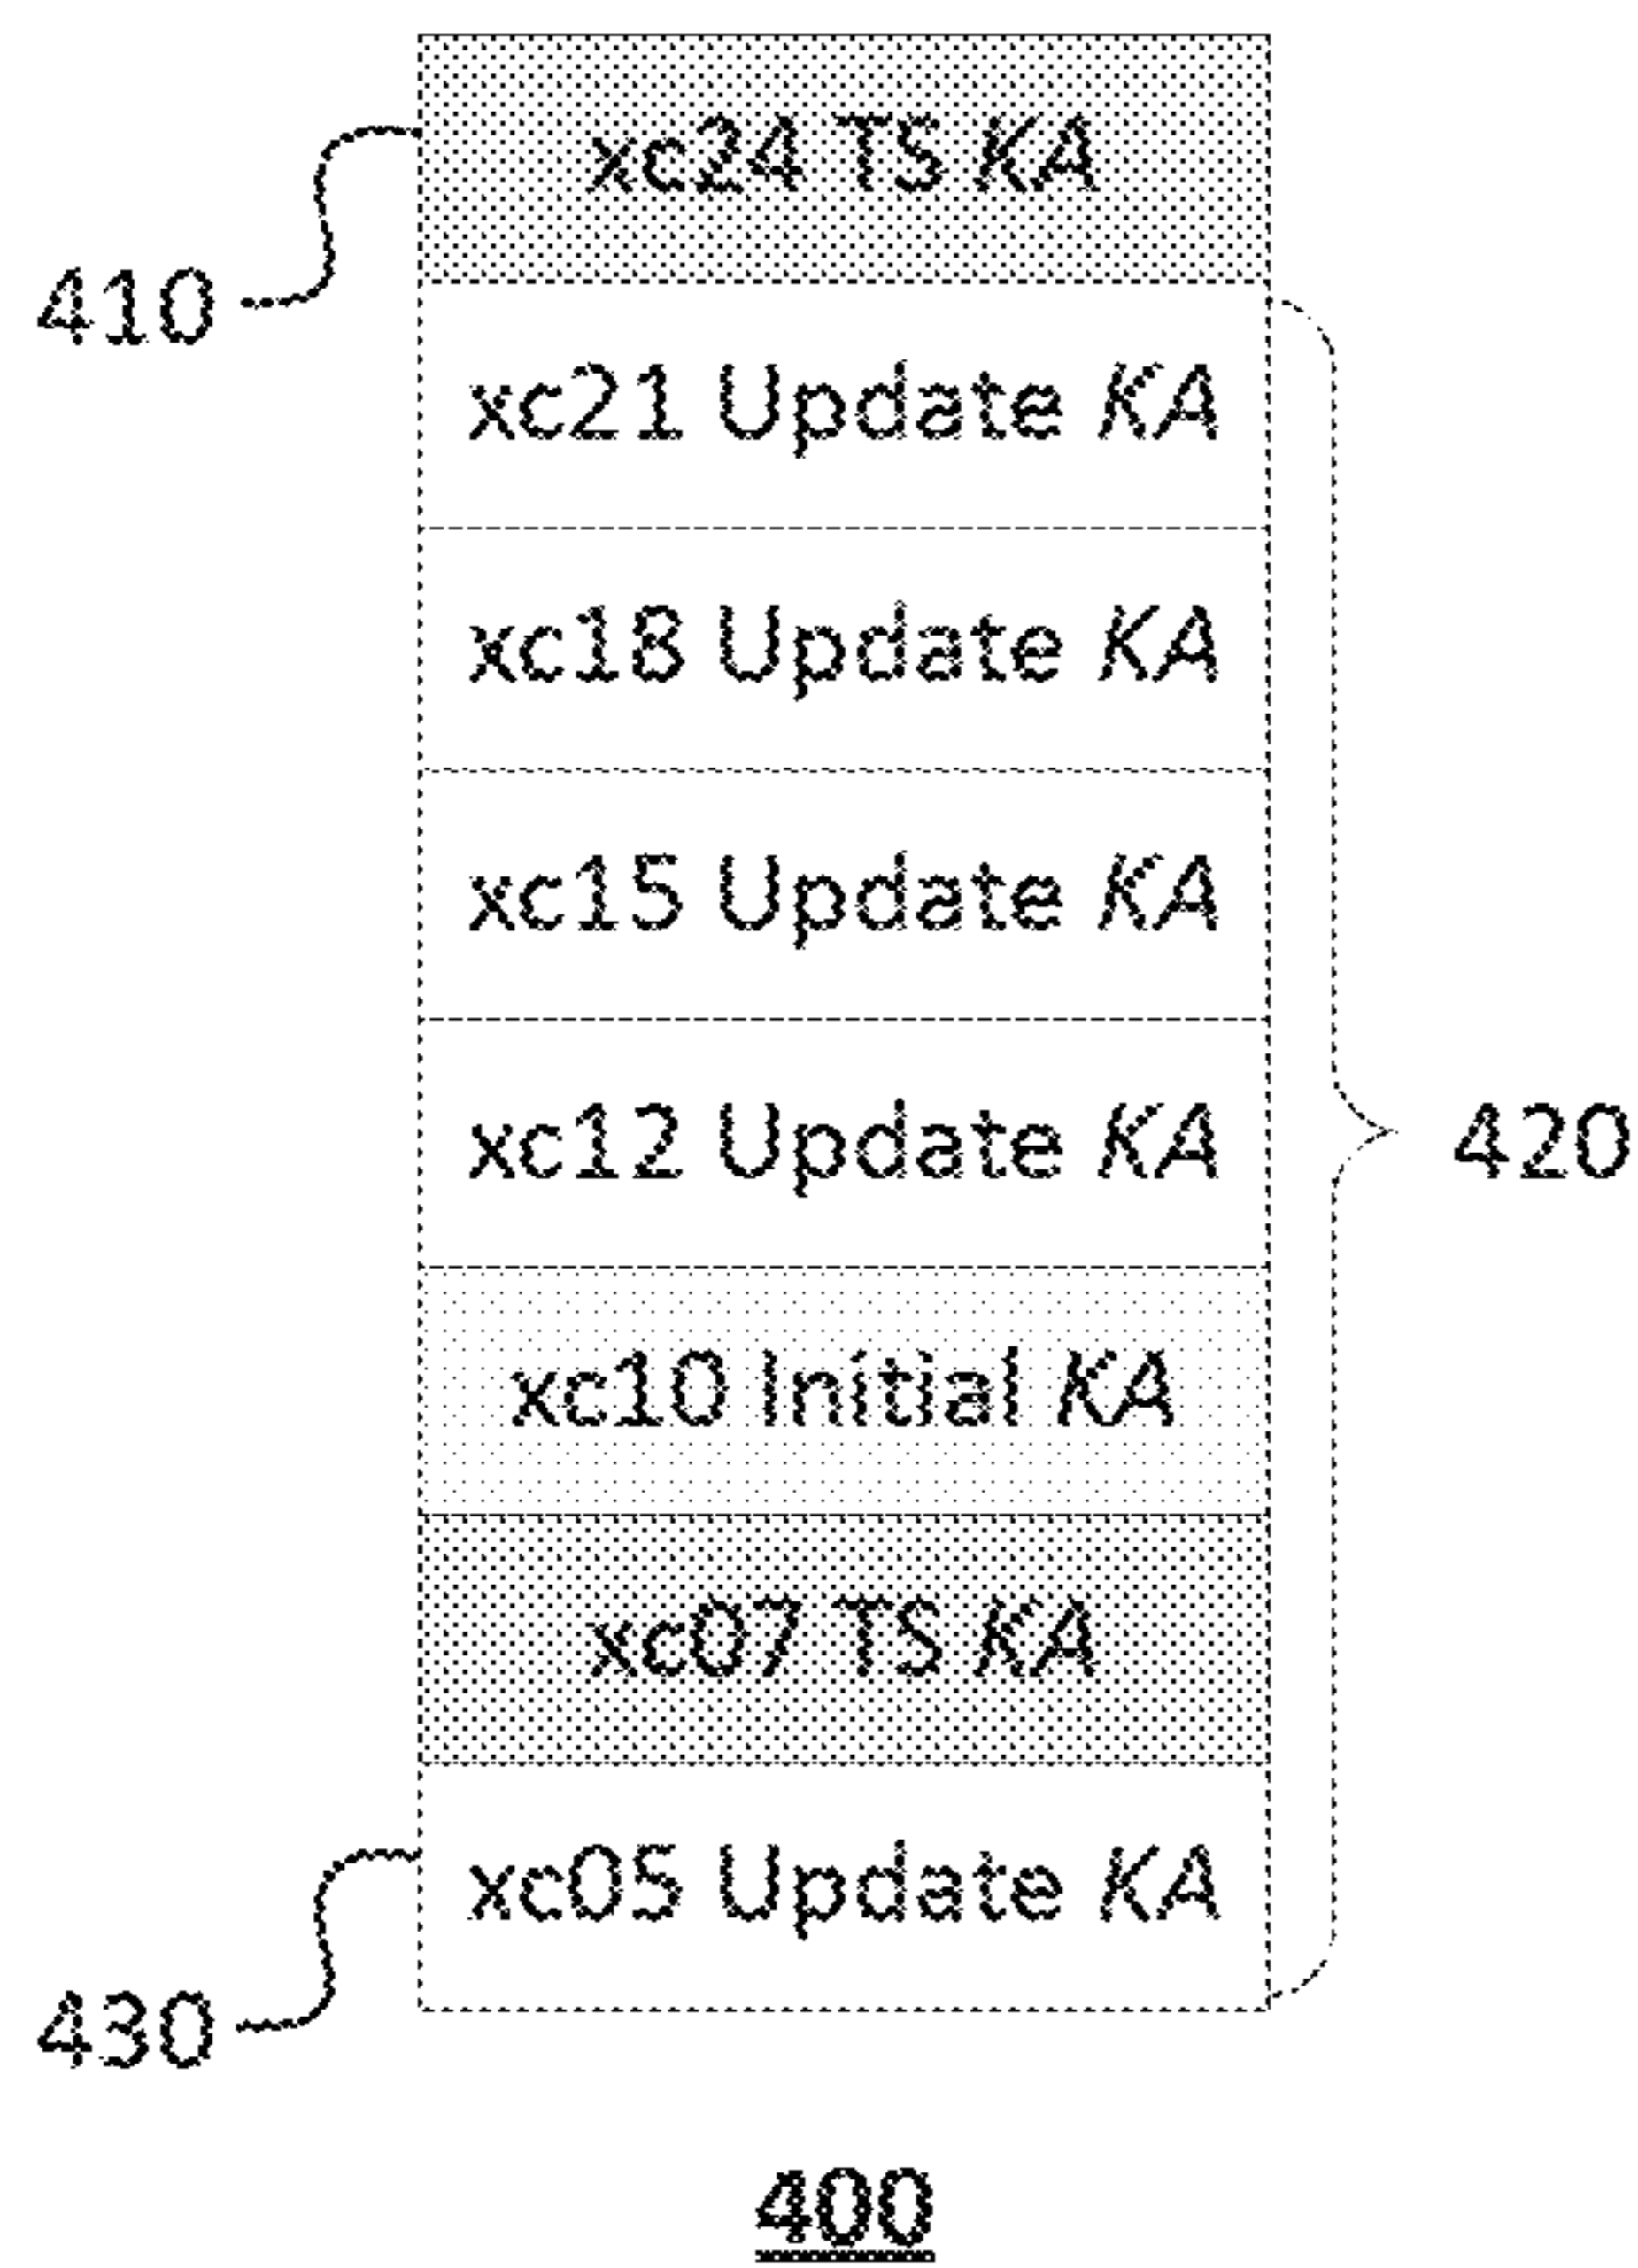 xc24 TS KA
410
xc21 Update KA
xc18 Update KA
xc15 Update KA
xc12 Update KA
420
xc10 Initial KA
xc07 TS KA
xc05 Update KA
430
400